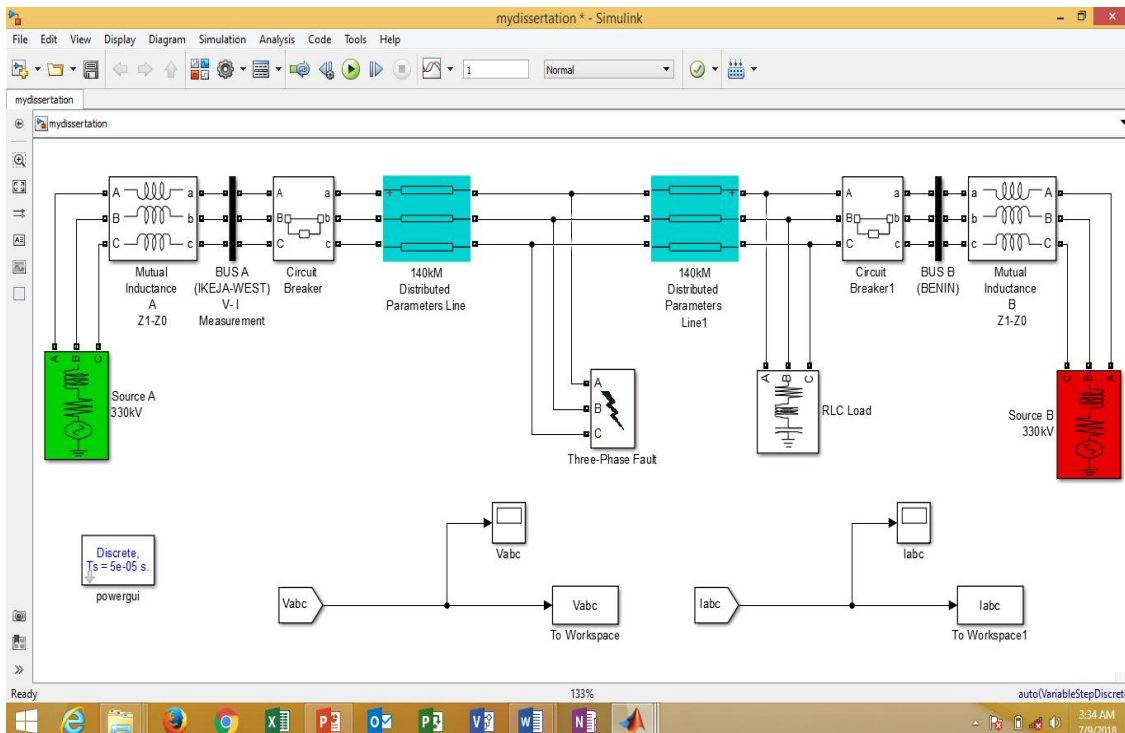 mydissertation * - Simulink
File Edit View Display Diagram Simulation Analysis Code Tools Help
1 Normal
mydissertation
mydissertation
A a A a A a a A
B b B b B b b B
C c C c C c c C
Mutual
Inductance
A
Z1-Z0
BUS A
(IKEJA-WEST)
V- I
Measurement
Circuit
Breaker
140kM
Distributed
Parameters Line
140kM
Distributed
Parameters
Line1
Circuit
Breaker1
BUS B
(BENIN)
Mutual
Inductance
B
Z1-Z0
A B C
Source A
330kV
A
B
C
Three-Phase Fault
A B C
RLC Load
C B A
Source B
330kV
Discrete,
Ts = 5e-05 s.
powergui
Vabc
Vabc
Vabc
To Workspace
Iabc
Iabc
Iabc
To Workspace1
Ready 133% auto(VariableStepDiscret
3:34 AM
7/9/2018